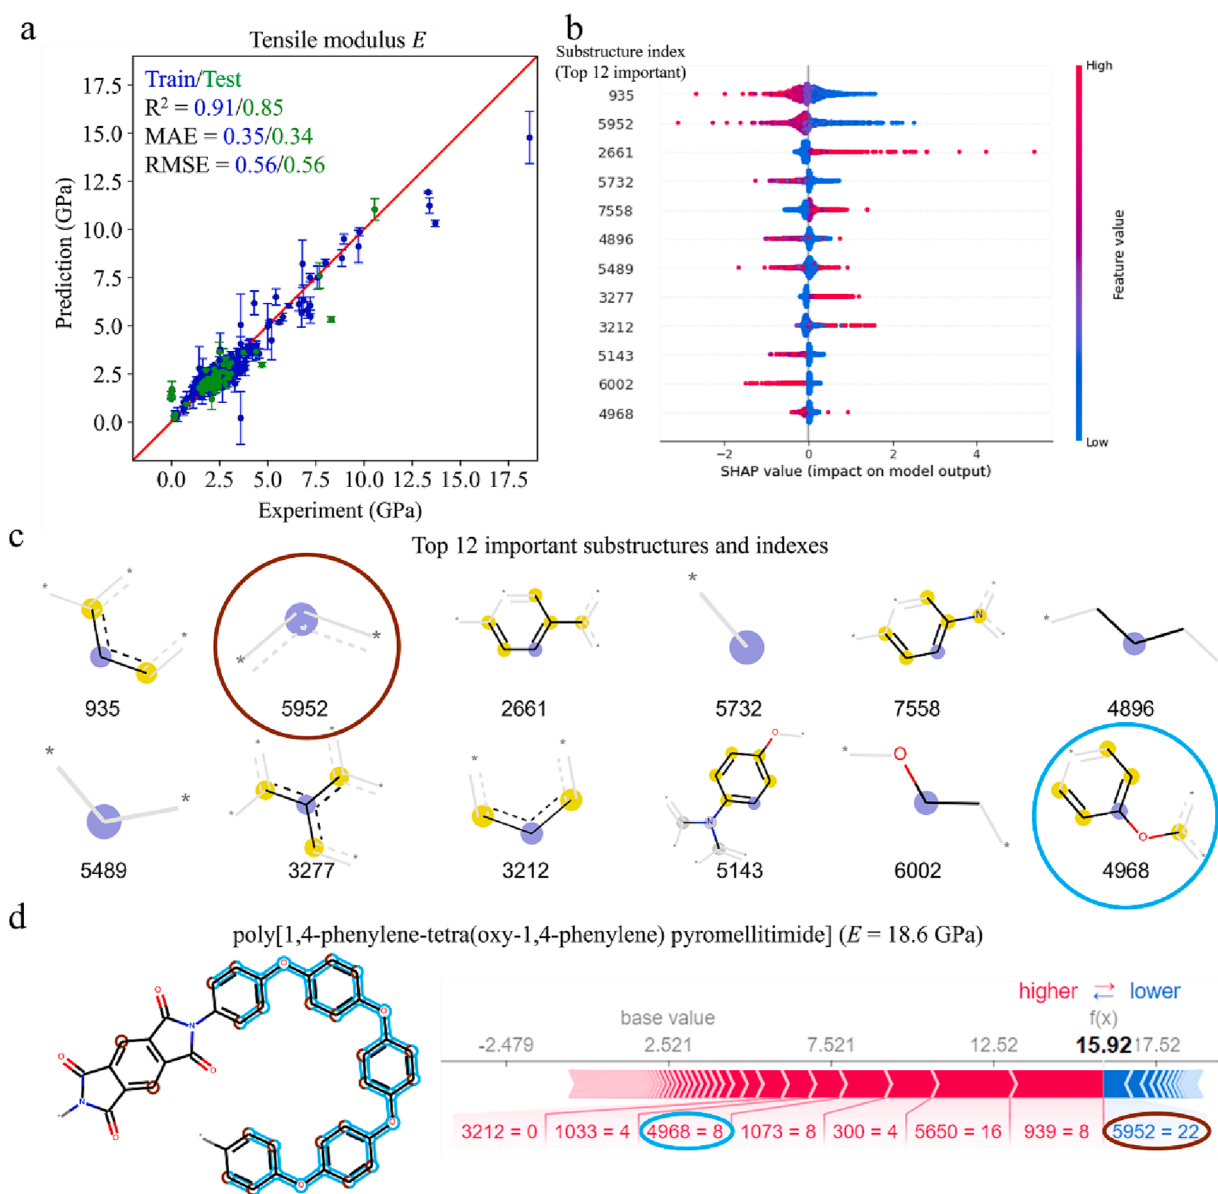 a
Tensile modulus E
Train/Test
R² = 0.91/0.85
MAE = 0.35/0.34
RMSE = 0.56/0.56
17.5
15.0
12.5
10.0
7.5
5.0
2.5
0.0
Prediction (GPa)
0.0 2.5 5.0 7.5 10.0 12.5 15.0 17.5
Experiment (GPa)
b
Substructure index
(Top 12 important)
935
5952
2661
5732
7558
4896
5489
3277
3212
5143
6002
4968
−2 0 2 4
SHAP value (impact on model output)
High
Feature value
Low
c
Top 12 important substructures and indexes
N
935 5952 2661 5732 7558 4896
O
N
O
O
5489 3277 3212 5143 6002 4968
d
poly[1,4-phenylene-tetra(oxy-1,4-phenylene) pyromellitimide] (E = 18.6 GPa)
O
O
N
O
O
N
O
O
O
O
higher lower
base value f(x)
-2.479 2.521 7.521 12.52 15.92 17.52
3212 = 0 1033 = 4 4968 = 8 1073 = 8 300 = 4 5650 = 16 939 = 8 5952 = 22